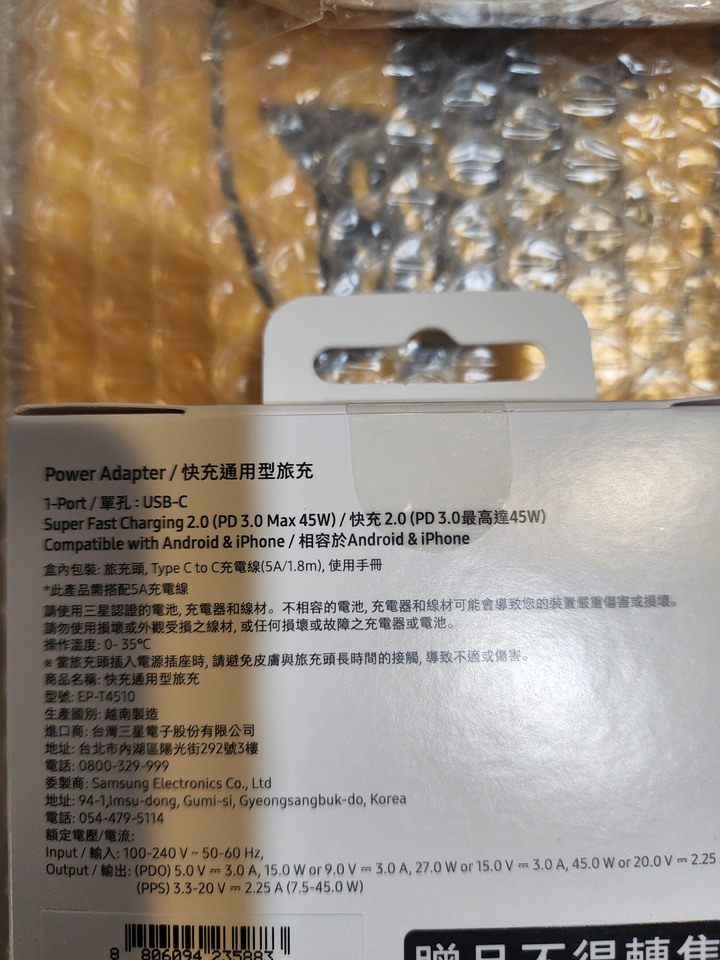 Power Adapter / 快充通用型旅充
1-Port / 單孔 : USB-C
Super Fast Charging 2.0 (PD 3.0 Max 45W) / 快充 2.0 (PD 3.0最高達45W)
Compatible with Android & iPhone / 相容於Android & iPhone
盒內包裝: 旅充頭, Type C to C充電線(5A/1.8m), 使用手冊
*此產品需搭配5A充電線
請使用三星認證的電池, 充電器和線材。不相容的電池, 充電器和線材可能會導致您的裝置嚴重傷害或損壞。
請勿使用損壞或外觀受損之線材, 或任何損壞或故障之充電器或電池。
操作溫度: 0- 35℃
※ 當旅充頭插入電源插座時, 請避免皮膚與旅充頭長時間的接觸, 導致不適或傷害。
商品名稱: 快充通用型旅充
型號: EP-T4510
生產國別: 越南製造
進口商: 台灣三星電子股份有限公司
地址: 台北市內湖區陽光街292號3樓
電話: 0800-329-999
委製商: Samsung Electronics Co., Ltd
地址: 94-1,Imsu-dong, Gumi-si, Gyeongsangbuk-do, Korea
電話: 054-479-5114
額定電壓/電流:
Input / 輸入: 100-240 V ~ 50-60 Hz,
Output / 輸出: (PDO) 5.0 V ⎓ 3.0 A, 15.0 W or 9.0 V ⎓ 3.0 A, 27.0 W or 15.0 V ⎓ 3.0 A, 45.0 W or 20.0 V ⎓ 2.25
(PPS) 3.3-20 V ⎓ 2.25 A (7.5-45.0 W)
8 806094 235883
贈品不得轉售